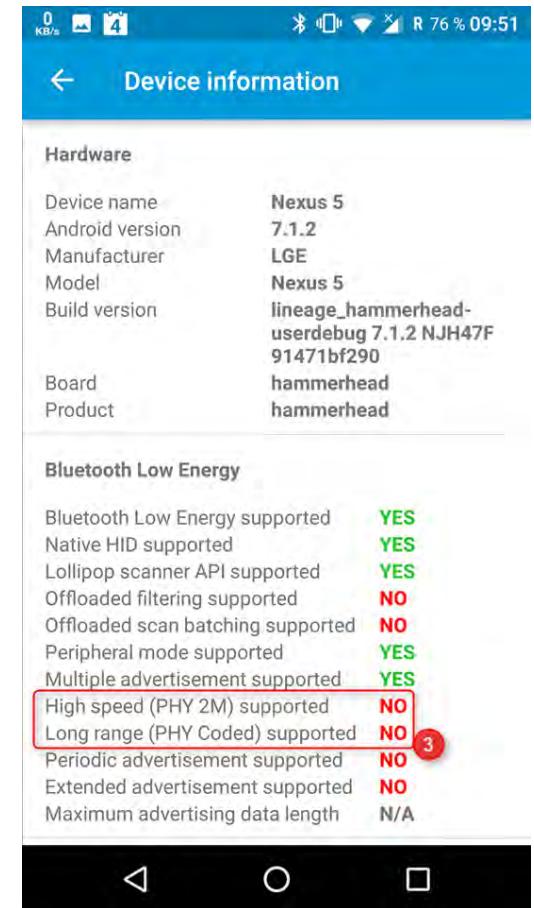 0 KB/s 4 R 76 % 09:51
Device information
Hardware
Device name Nexus 5
Android version 7.1.2
Manufacturer LGE
Model Nexus 5
Build version lineage_hammerhead-
userdebug 7.1.2 NJH47F
91471bf290
Board hammerhead
Product hammerhead
Bluetooth Low Energy
Bluetooth Low Energy supported YES
Native HID supported YES
Lollipop scanner API supported YES
Offloaded filtering supported NO
Offloaded scan batching supported NO
Peripheral mode supported YES
Multiple advertisement supported YES
High speed (PHY 2M) supported NO
Long range (PHY Coded) supported NO
3
Periodic advertisement supported NO
Extended advertisement supported NO
Maximum advertising data length N/A